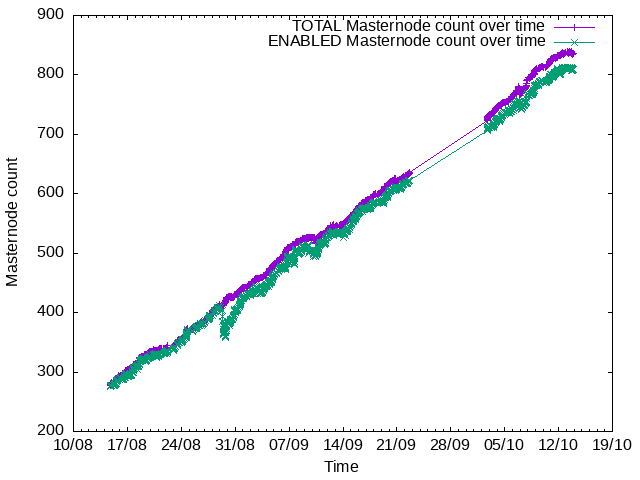 900
800
700
600
500
400
300
200
Masternode count
TOTAL Masternode count over time
ENABLED Masternode count over time
10/08 17/08 24/08 31/08 07/09 14/09 21/09 28/09 05/10 12/10 19/10
Time